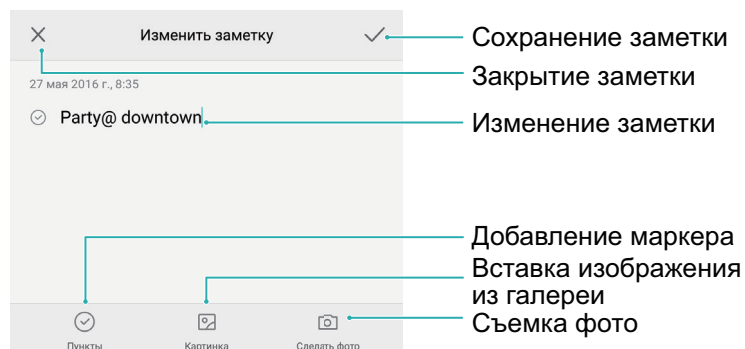 Изменить заметку
Сохранение заметки
Закрытие заметки
27 мая 2016 г., 8:35
Party@ downtown
Изменение заметки
Добавление маркера
Вставка изображения
из галереи
Съемка фото
Пункты
Картинка
Сделать фото